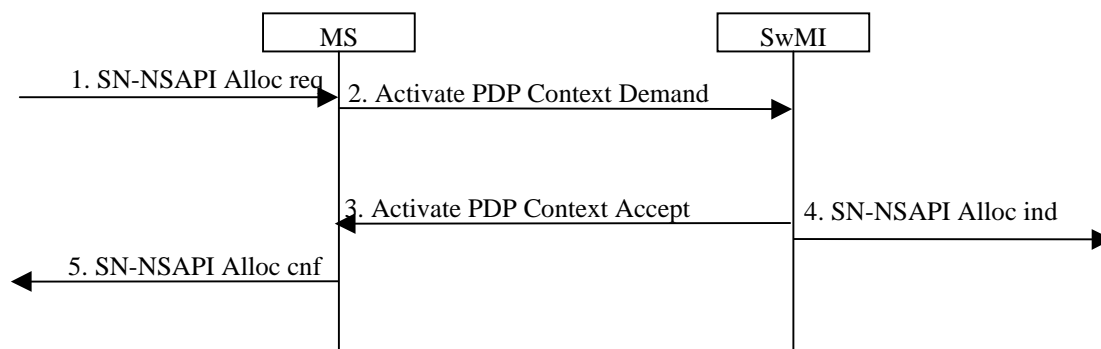 MS
SwMI
1. SN-NSAPI Alloc req
2. Activate PDP Context Demand
3. Activate PDP Context Accept
4. SN-NSAPI Alloc ind
5. SN-NSAPI Alloc cnf